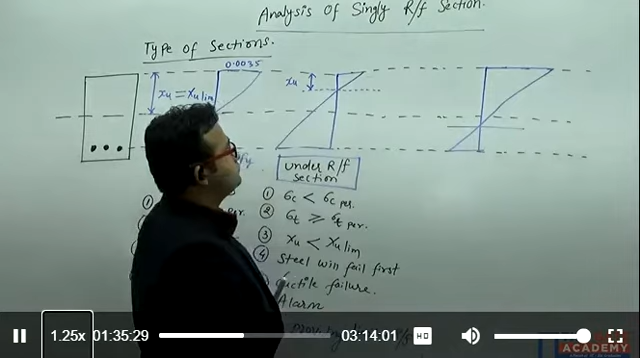 Analysis Of Singly R/f Section.
Type of Sections.
0.0035
xu = xu lim
xu
under R/f
section
① σc < σc per.
② σt ≥ σt per.
③ xu < xu lim
④ Steel will fail first
ductile failure.
Alarm
ACADEMY
1.25x 01:35:29 03:14:01 HD